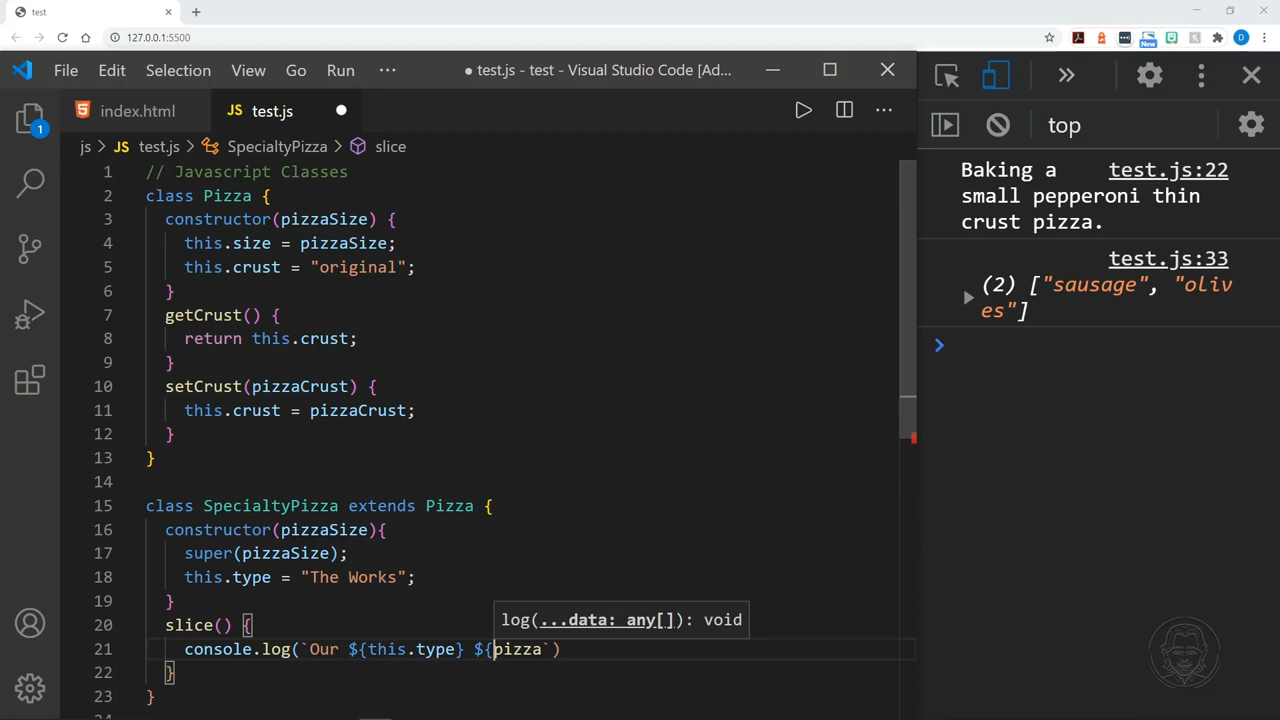 test × +
127.0.0.1:5500
New
D
File Edit Selection View Go Run ··· ● test.js - test - Visual Studio Code [Ad...
index.html JS test.js ●
js > JS test.js > SpecialtyPizza > slice
1 // Javascript Classes
2 class Pizza {
3 constructor(pizzaSize) {
4 this.size = pizzaSize;
5 this.crust = "original";
6 }
7 getCrust() {
8 return this.crust;
9 }
10 setCrust(pizzaCrust) {
11 this.crust = pizzaCrust;
12 }
13 }
14
15 class SpecialtyPizza extends Pizza {
16 constructor(pizzaSize){
17 super(pizzaSize);
18 this.type = "The Works";
19 }
log(...data: any[]): void
20 slice() {
21 console.log(`Our ${this.type} ${pizza`)
22 }
23 }
1
top
Baking a test.js:22
small pepperoni thin
crust pizza.
test.js:33
(2) ["sausage", "oliv
es"]